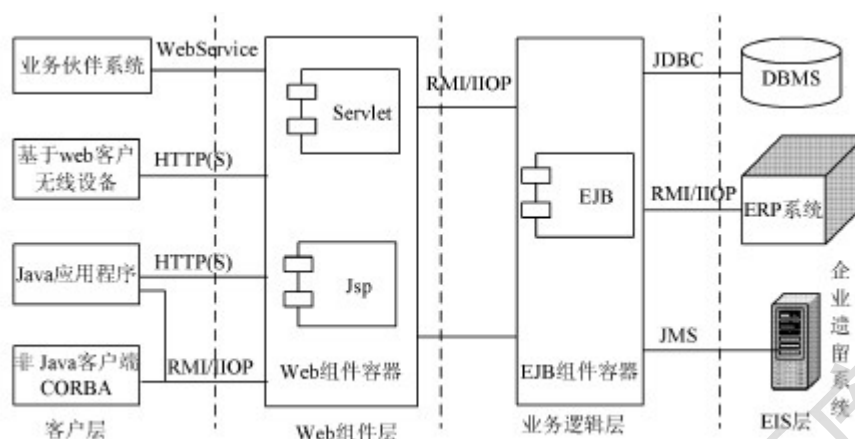 业务伙伴系统
WebService
基于web客户
无线设备
HTTP(S)
Java应用程序
HTTP(S)
非 Java客户端
CORBA
RMI/IIOP
客户层
Servlet
Jsp
Web组件容器
Web组件层
RMI/IIOP
EJB
EJB组件容器
业务逻辑层
JDBC
DBMS
RMI/IIOP
ERP系统
JMS
企业遗留系统
EIS层